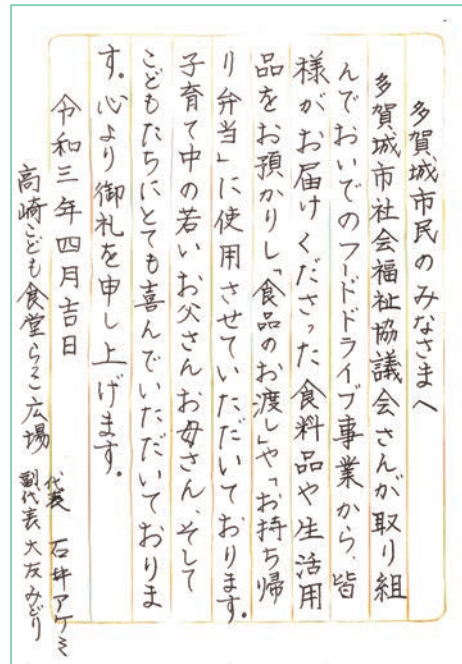 多賀城市民のみなさまへ
多賀城市社会福祉協議会さんが取り組
んでおいでのフードドライブ事業から、皆
様がお届けくださった食料品や生活用
品をお預かりし「食品のお渡し」や「お持ち帰
り弁当」に使用させていただいております。
子育て中の若いお父さんお母さん、そして
こどもたちにとても喜んでいただいておりま
す。心より御礼を申し上げます。
令和三年四月吉日
高崎こども食堂らこ広場
代表 石井アケミ
副代表 大友みどり